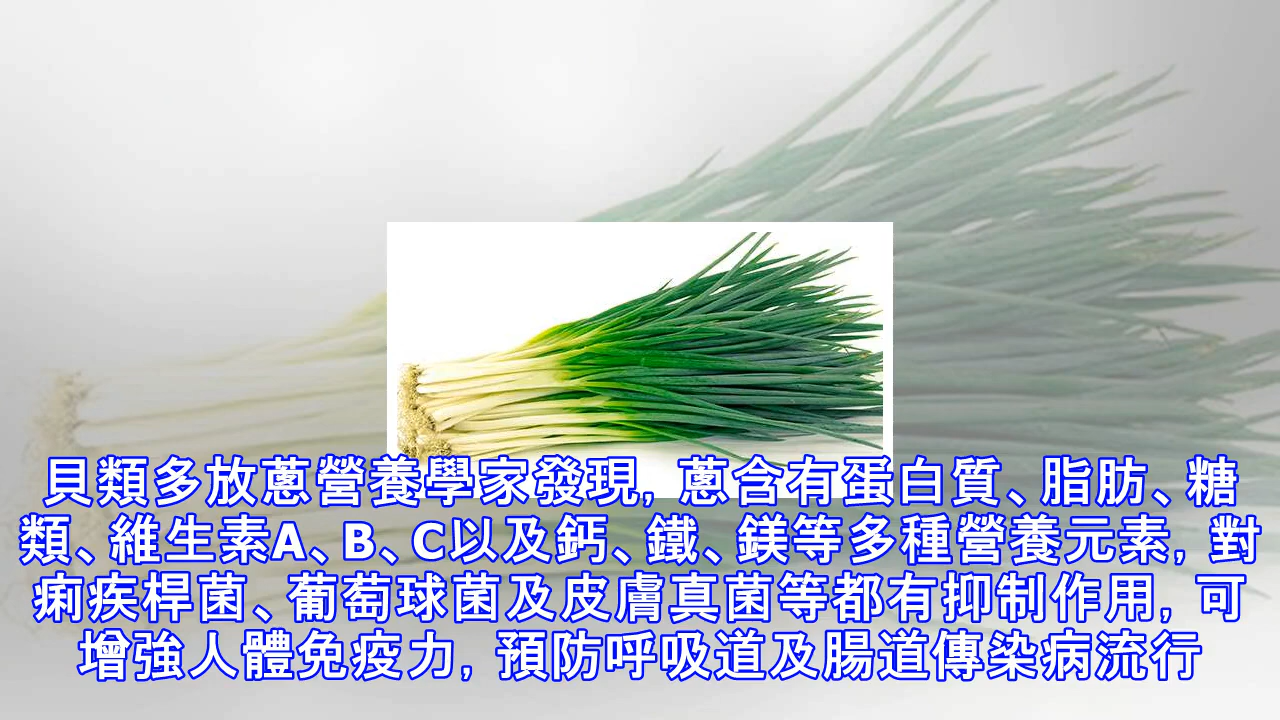 貝類多放蔥營養學家發現, 蔥含有蛋白質、脂肪、糖
類、維生素A、B、C以及鈣、鐵、鎂等多種營養元素, 對
痢疾桿菌、葡萄球菌及皮膚真菌等都有抑制作用, 可
增強人體免疫力, 預防呼吸道及腸道傳染病流行